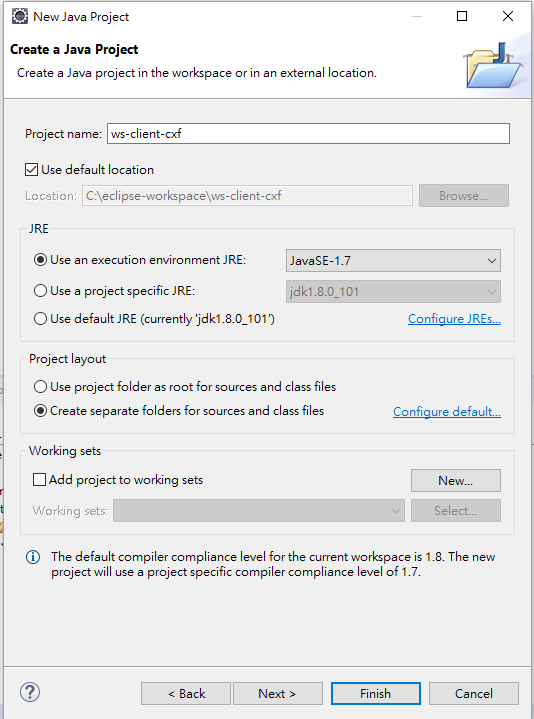 New Java Project
Create a Java Project
Create a Java project in the workspace or in an external location.
Project name: ws-client-cxf
Use default location
Location: C:\eclipse-workspace\ws-client-cxf Browse...
JRE
Use an execution environment JRE: JavaSE-1.7
Use a project specific JRE: jdk1.8.0_101
Use default JRE (currently 'jdk1.8.0_101') Configure JREs...
Project layout
Use project folder as root for sources and class files
Create separate folders for sources and class files Configure default...
Working sets
Add project to working sets New...
Working sets: Select...
The default compiler compliance level for the current workspace is 1.8. The new
project will use a project specific compiler compliance level of 1.7.
? < Back Next > Finish Cancel